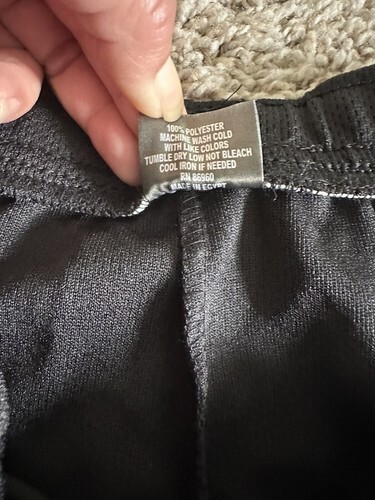 100% POLYESTER
MACHINE WASH COLD
WITH LIKE COLORS
TUMBLE DRY LOW NOT BLEACH
COOL IRON IF NEEDED
RN 86960
MADE IN EGYPT